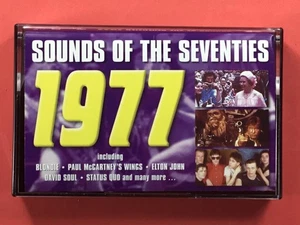 SOUNDS OF THE SEVENTIES
1977
including
BLONDIE • PAUL McCARTNEY'S WINGS • ELTON JOHN
DAVID SOUL • STATUS QUO and many more ...